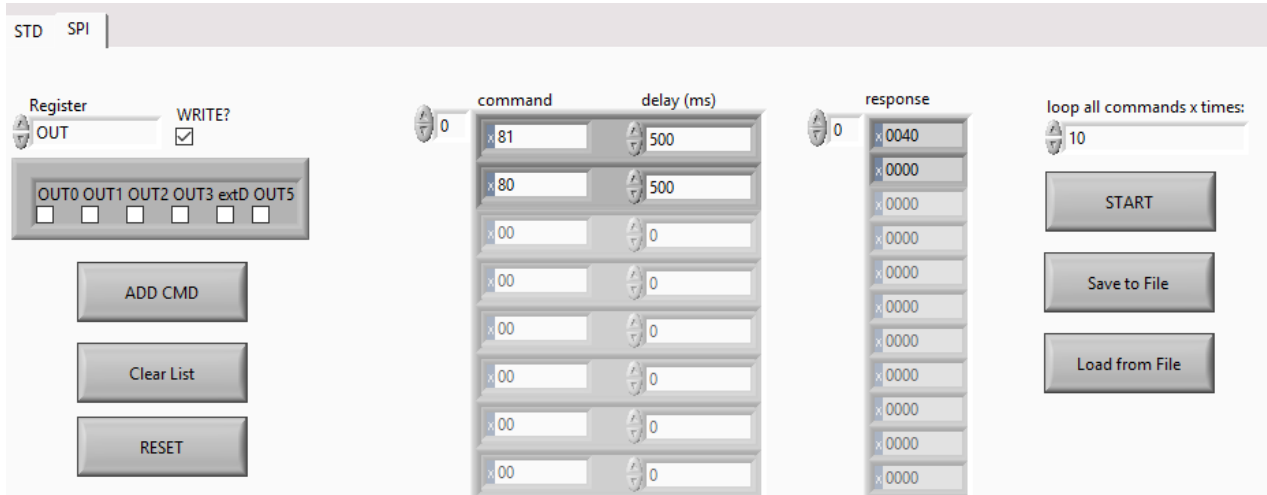 STD SPI
Register
WRITE?
OUT
OUT0 OUT1 OUT2 OUT3 extD OUT5
ADD CMD
Clear List
RESET
command delay (ms)
0
x 81 500
x 80 500
x 00 0
x 00 0
x 00 0
x 00 0
x 00 0
x 00 0
response
0
x 0040
x 0000
x 0000
x 0000
x 0000
x 0000
x 0000
x 0000
x 0000
x 0000
x 0000
loop all commands x times:
10
START
Save to File
Load from File